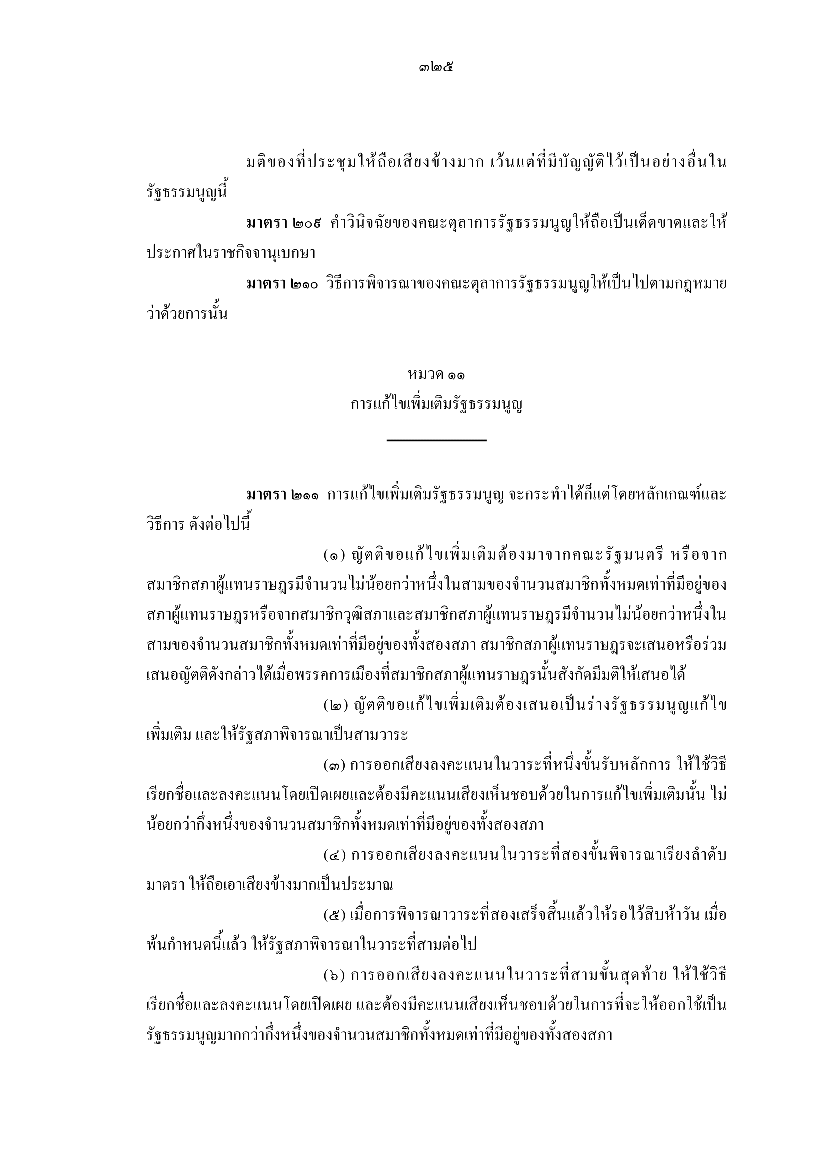 ๓๒๕
มติของที่ประชุมให้ถือเสียงข้างมาก เว้นแต่ที่มีบัญญัติไว้เป็นอย่างอื่นใน
รัฐธรรมนูญนี้
มาตรา ๒๐๙ คำวินิจฉัยของคณะตุลาการรัฐธรรมนูญให้ถือเป็นเด็ดขาดและให้
ประกาศในราชกิจจานุเบกษา
มาตรา ๒๑๐ วิธีการพิจารณาของคณะตุลาการรัฐธรรมนูญให้เป็นไปตามกฎหมาย
ว่าด้วยการนั้น
หมวด ๑๑
การแก้ไขเพิ่มเติมรัฐธรรมนูญ
มาตรา ๒๑๑ การแก้ไขเพิ่มเติมรัฐธรรมนูญ จะกระทำได้ก็แต่โดยหลักเกณฑ์และ
วิธีการ ดังต่อไปนี้
(๑) ญัตติขอแก้ไขเพิ่มเติมต้องมาจากคณะรัฐมนตรี หรือจาก
สมาชิกสภาผู้แทนราษฎรมีจำนวนไม่น้อยกว่าหนึ่งในสามของจำนวนสมาชิกทั้งหมดเท่าที่มีอยู่ของ
สภาผู้แทนราษฎรหรือจากสมาชิกวุฒิสภาและสมาชิกสภาผู้แทนราษฎรมีจำนวนไม่น้อยกว่าหนึ่งใน
สามของจำนวนสมาชิกทั้งหมดเท่าที่มีอยู่ของทั้งสองสภา สมาชิกสภาผู้แทนราษฎรจะเสนอหรือร่วม
เสนอญัตติดังกล่าวได้เมื่อพรรคการเมืองที่สมาชิกสภาผู้แทนราษฎรนั้นสังกัดมีมติให้เสนอได้
(๒) ญัตติขอแก้ไขเพิ่มเติมต้องเสนอเป็นร่างรัฐธรรมนูญแก้ไข
เพิ่มเติม และให้รัฐสภาพิจารณาเป็นสามวาระ
(๓) การออกเสียงลงคะแนนในวาระที่หนึ่งขั้นรับหลักการ ให้ใช้วิธี
เรียกชื่อและลงคะแนนโดยเปิดเผยและต้องมีคะแนนเสียงเห็นชอบด้วยในการแก้ไขเพิ่มเติมนั้น ไม่
น้อยกว่ากึ่งหนึ่งของจำนวนสมาชิกทั้งหมดเท่าที่มีอยู่ของทั้งสองสภา
(๔) การออกเสียงลงคะแนนในวาระที่สองขั้นพิจารณาเรียงลำดับ
มาตรา ให้ถือเอาเสียงข้างมากเป็นประมาณ
(๕) เมื่อการพิจารณาวาระที่สองเสร็จสิ้นแล้วให้รอไว้สิบห้าวัน เมื่อ
พ้นกำหนดนี้แล้ว ให้รัฐสภาพิจารณาในวาระที่สามต่อไป
(๖) การออกเสียงลงคะแนนในวาระที่สามขั้นสุดท้าย ให้ใช้วิธี
เรียกชื่อและลงคะแนนโดยเปิดเผย และต้องมีคะแนนเสียงเห็นชอบด้วยในการที่จะให้ออกใช้เป็น
รัฐธรรมนูญมากกว่ากึ่งหนึ่งของจำนวนสมาชิกทั้งหมดเท่าที่มีอยู่ของทั้งสองสภา